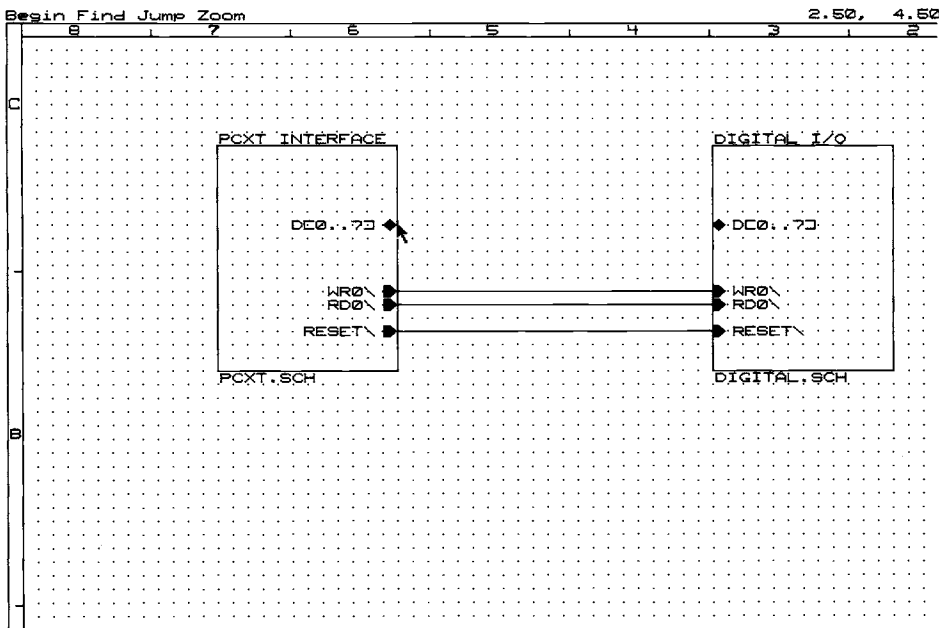 Begin Find Jump Zoom 2.50, 4.50
8 7 6 5 4 3 2
C
PCXT INTERFACE DIGITAL I/O
D[0..7] D[0..7]
WR0\ WR0\
RD0\ RD0\
RESET\ RESET\
PCXT.SCH DIGITAL.SCH
B